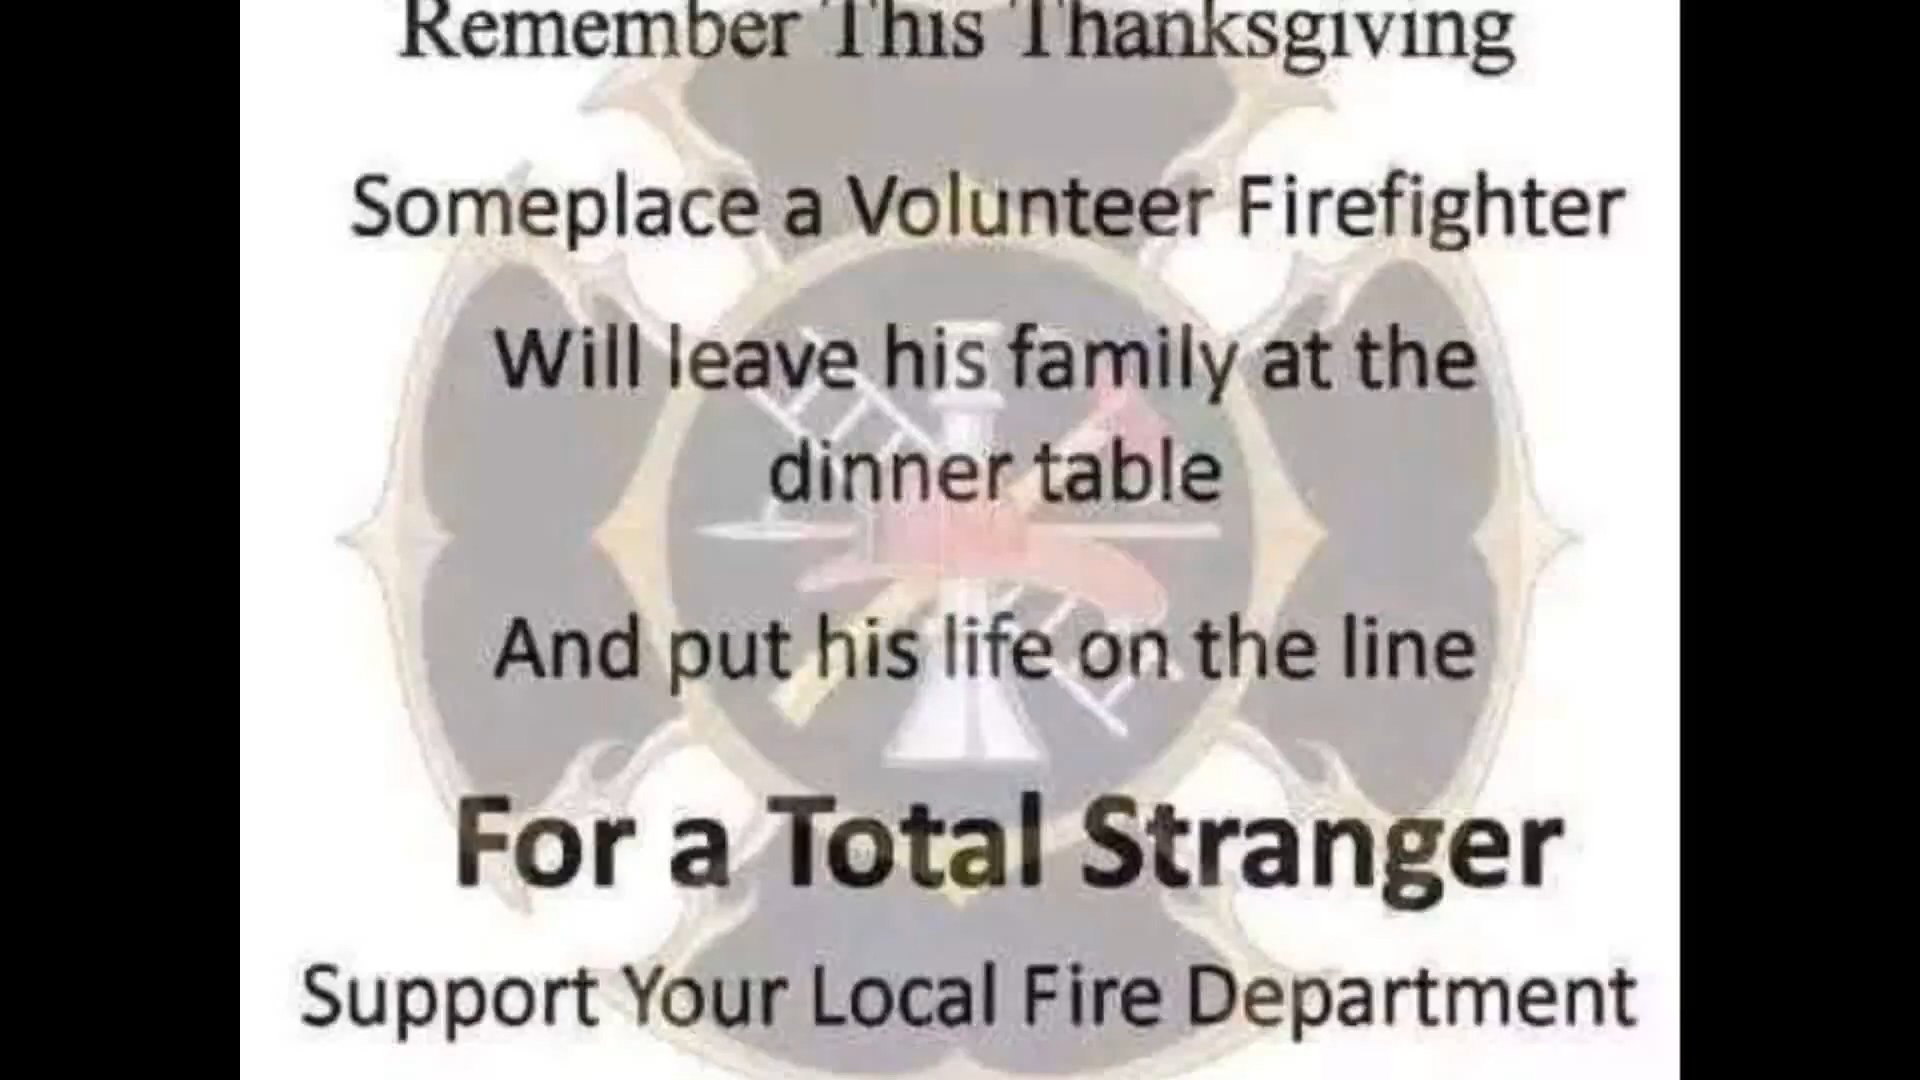 Remember This Thanksgiving
Someplace a Volunteer Firefighter
Will leave his family at the
dinner table
And put his life on the line
For a Total Stranger
Support Your Local Fire Department